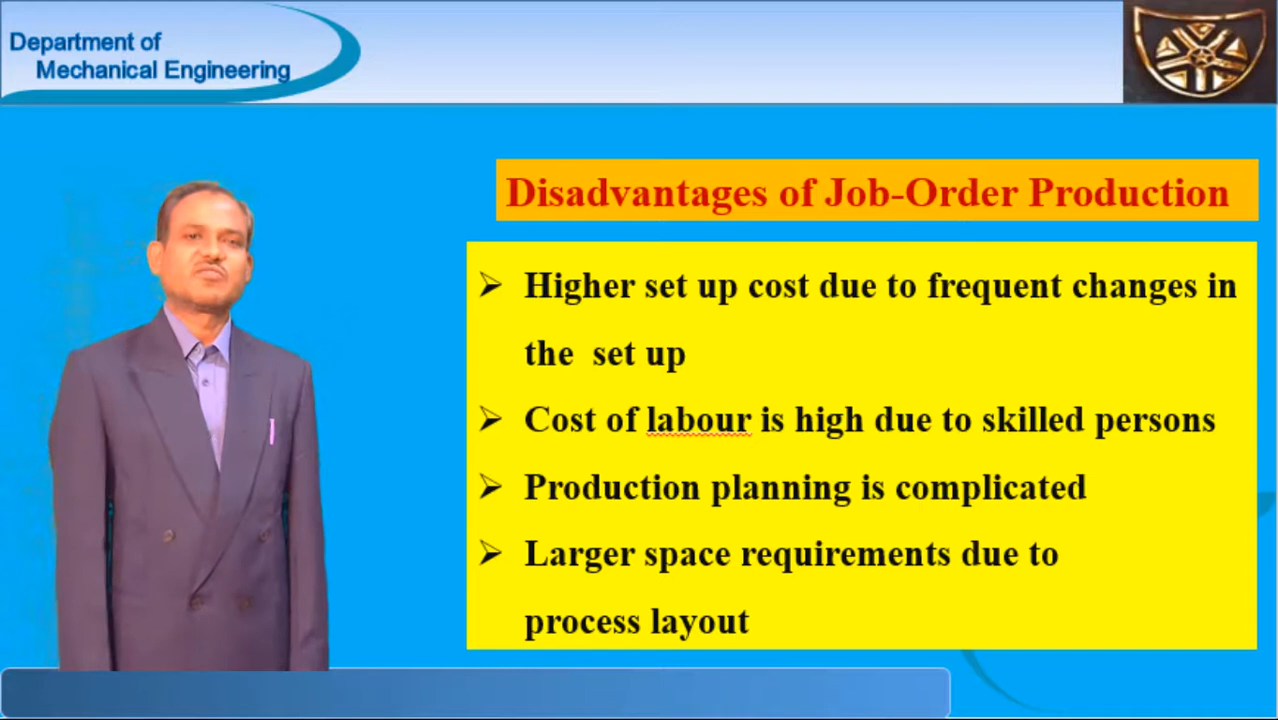 Department of
Mechanical Engineering
Disadvantages of Job-Order Production
➢ Higher set up cost due to frequent changes in
the set up
➢ Cost of labour is high due to skilled persons
➢ Production planning is complicated
➢ Larger space requirements due to
process layout